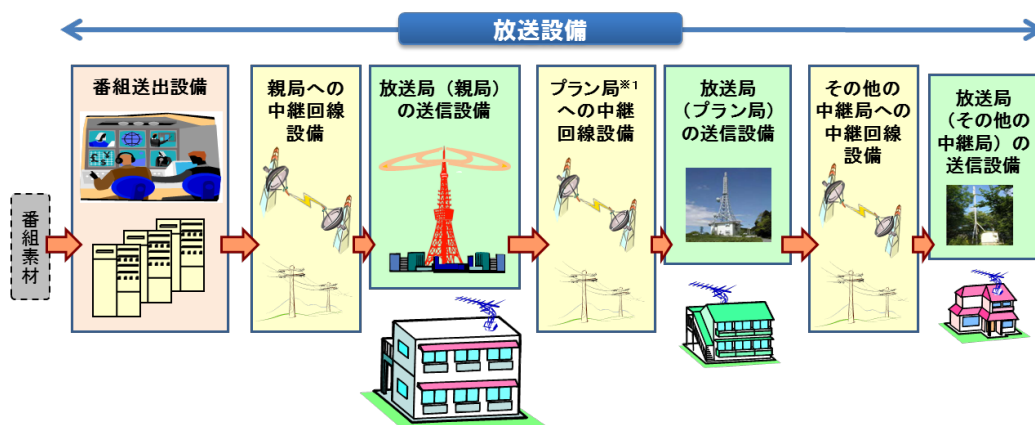 放送設備
番組素材
番組送出設備
親局への
中継回線
設備
放送局（親局）
の送信設備
プラン局※1
への中継
回線設備
放送局
（プラン局）
の送信設備
その他の
中継局への
中継回線
設備
放送局
（その他の
中継局）の
送信設備